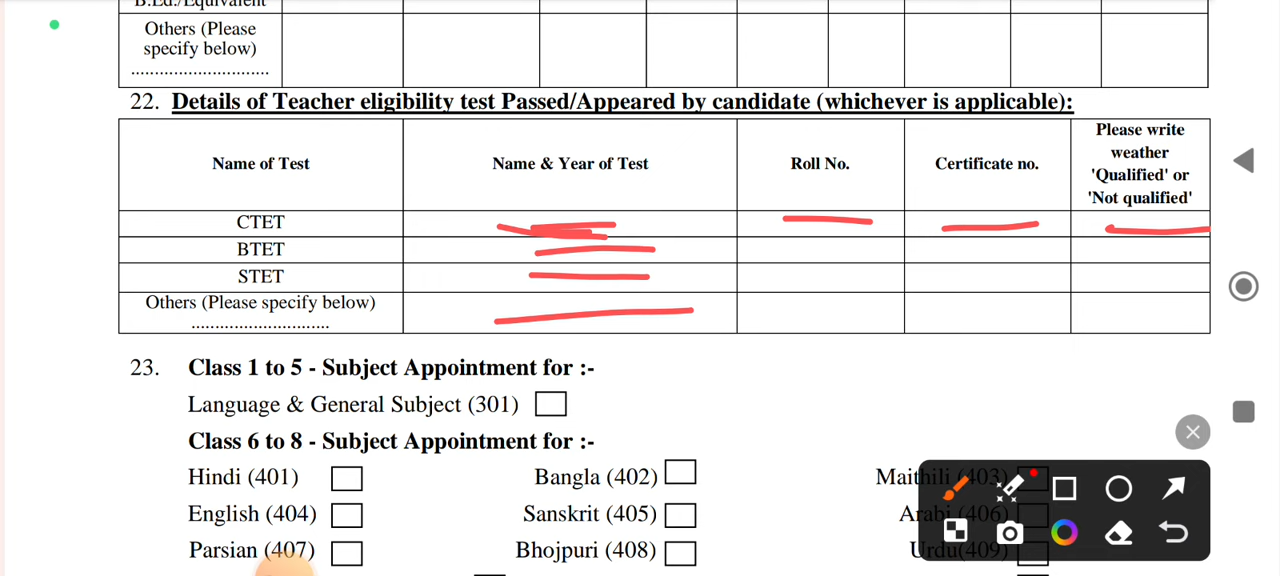 B.Ed./Equivalent
Others (Please
specify below)
.............................
22. Details of Teacher eligibility test Passed/Appeared by candidate (whichever is applicable):
Name of Test Name & Year of Test Roll No. Certificate no. Please write weather 'Qualified' or 'Not qualified'
CTET
BTET
STET
Others (Please specify below)
.............................
23. Class 1 to 5 - Subject Appointment for :-
Language & General Subject (301)
Class 6 to 8 - Subject Appointment for :-
Hindi (401) Bangla (402) Maithili (403)
English (404) Sanskrit (405) Arabi (406)
Parsian (407) Bhojpuri (408) Urdu(409)